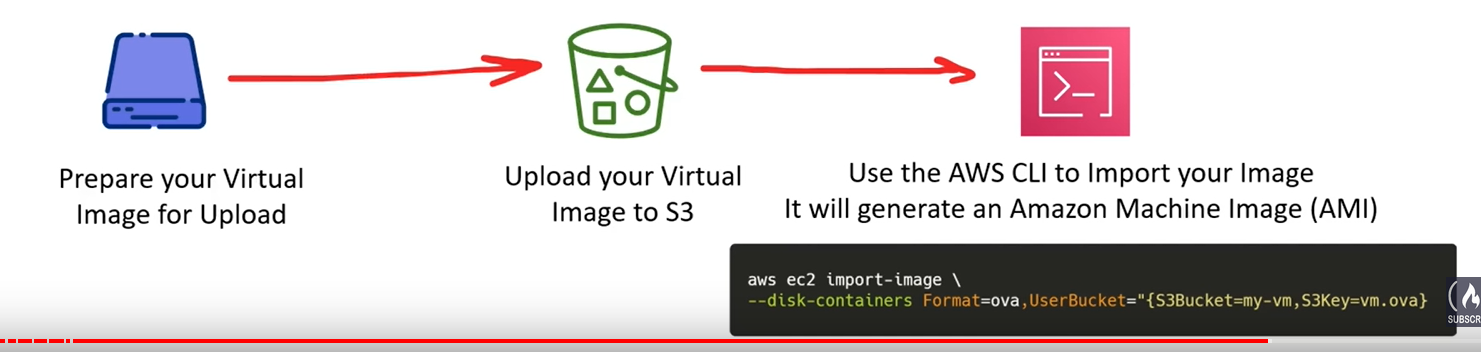 Prepare your Virtual
Image for Upload
Upload your Virtual
Image to S3
Use the AWS CLI to Import your Image
It will generate an Amazon Machine Image (AMI)
aws ec2 import-image \
--disk-containers Format=ova,UserBucket="{S3Bucket=my-vm,S3Key=vm.ova}
SUBSCR